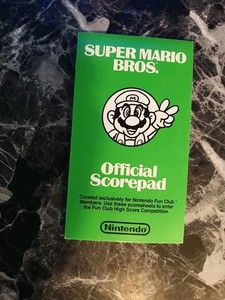 SUPER MARIO
BROS.
Official
Scorepad
Created exclusively for Nintendo Fun Club™
Members. Use these scoresheets to enter
the Fun Club High Score Competition.
Nintendo